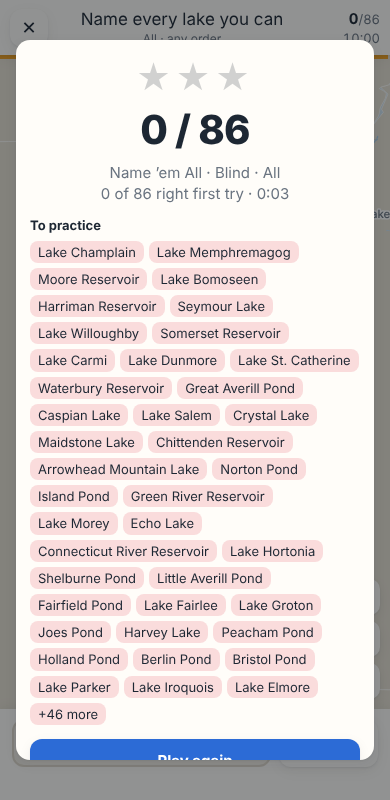 ✕ Name every lake you can 0/86
All · any order 10:00
0 / 86
Name ’em All · Blind · All
0 of 86 right first try · 0:03
To practice
Lake Champlain Lake Memphremagog
Moore Reservoir Lake Bomoseen
Harriman Reservoir Seymour Lake
Lake Willoughby Somerset Reservoir
Lake Carmi Lake Dunmore Lake St. Catherine
Waterbury Reservoir Great Averill Pond
Caspian Lake Lake Salem Crystal Lake
Maidstone Lake Chittenden Reservoir
Arrowhead Mountain Lake Norton Pond
Island Pond Green River Reservoir
Lake Morey Echo Lake
Connecticut River Reservoir Lake Hortonia
Shelburne Pond Little Averill Pond
Fairfield Pond Lake Fairlee Lake Groton
Joes Pond Harvey Lake Peacham Pond
Holland Pond Berlin Pond Bristol Pond
Lake Parker Lake Iroquois Lake Elmore
+46 more
Play again